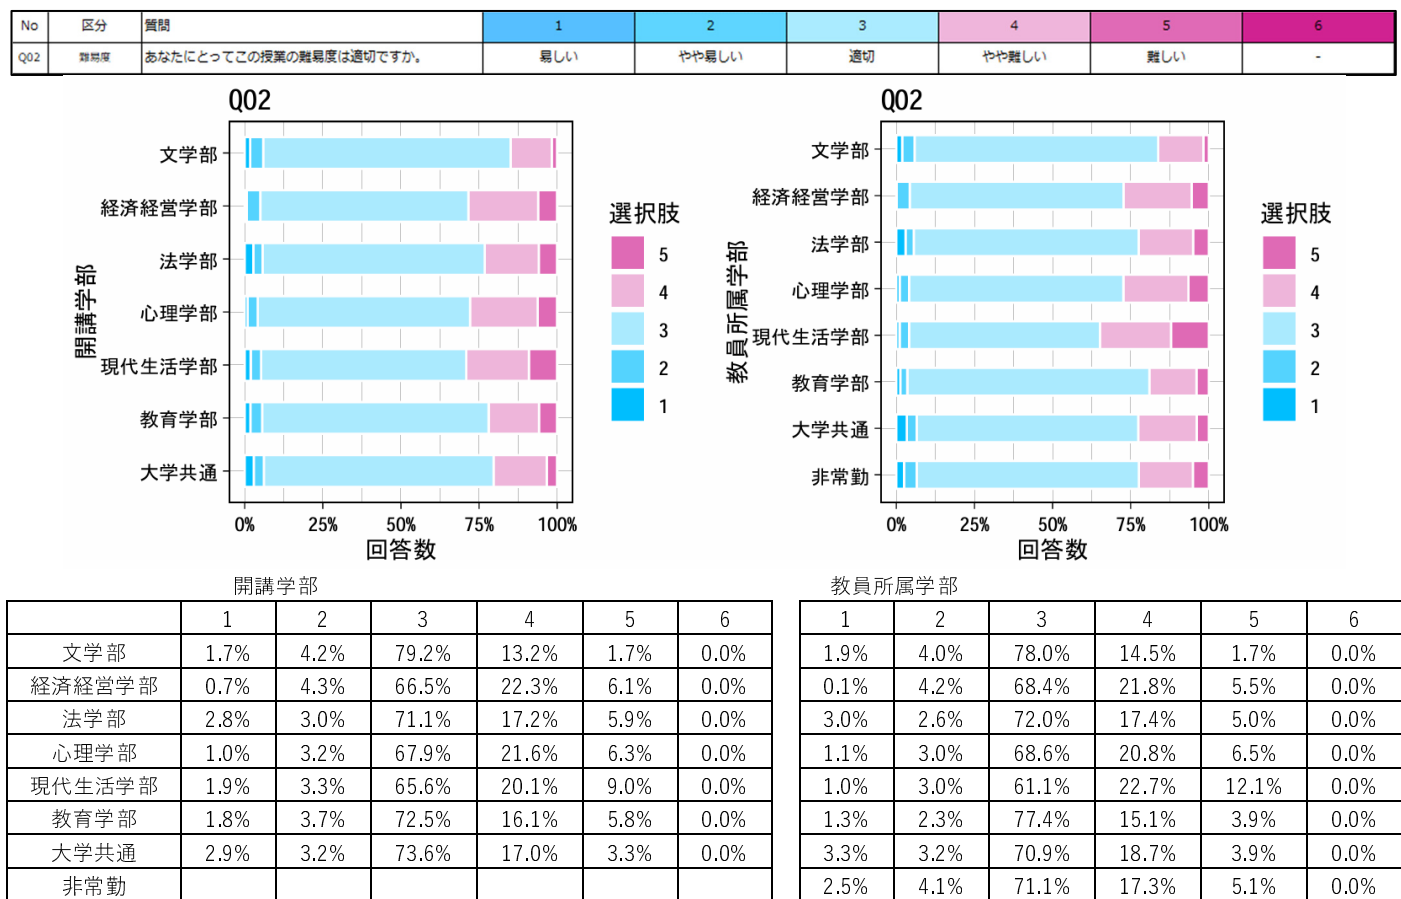 No 区分 質問 1 2 3 4 5 6
Q02 難易度 あなたにとってこの授業の難易度は適切ですか。 易しい やや易しい 適切 やや難しい 難しい -
Q02
開講学部
文学部
経済経営学部
法学部
心理学部
現代生活学部
教育学部
大学共通
0% 25% 50% 75% 100%
回答数
選択肢
5
4
3
2
1
Q02
教員所属学部
文学部
経済経営学部
法学部
心理学部
現代生活学部
教育学部
大学共通
非常勤
0% 25% 50% 75% 100%
回答数
選択肢
5
4
3
2
1
開講学部 教員所属学部
1 2 3 4 5 6 1 2 3 4 5 6
文学部 1.7% 4.2% 79.2% 13.2% 1.7% 0.0% 1.9% 4.0% 78.0% 14.5% 1.7% 0.0%
経済経営学部 0.7% 4.3% 66.5% 22.3% 6.1% 0.0% 0.1% 4.2% 68.4% 21.8% 5.5% 0.0%
法学部 2.8% 3.0% 71.1% 17.2% 5.9% 0.0% 3.0% 2.6% 72.0% 17.4% 5.0% 0.0%
心理学部 1.0% 3.2% 67.9% 21.6% 6.3% 0.0% 1.1% 3.0% 68.6% 20.8% 6.5% 0.0%
現代生活学部 1.9% 3.3% 65.6% 20.1% 9.0% 0.0% 1.0% 3.0% 61.1% 22.7% 12.1% 0.0%
教育学部 1.8% 3.7% 72.5% 16.1% 5.8% 0.0% 1.3% 2.3% 77.4% 15.1% 3.9% 0.0%
大学共通 2.9% 3.2% 73.6% 17.0% 3.3% 0.0% 3.3% 3.2% 70.9% 18.7% 3.9% 0.0%
非常勤 2.5% 4.1% 71.1% 17.3% 5.1% 0.0%